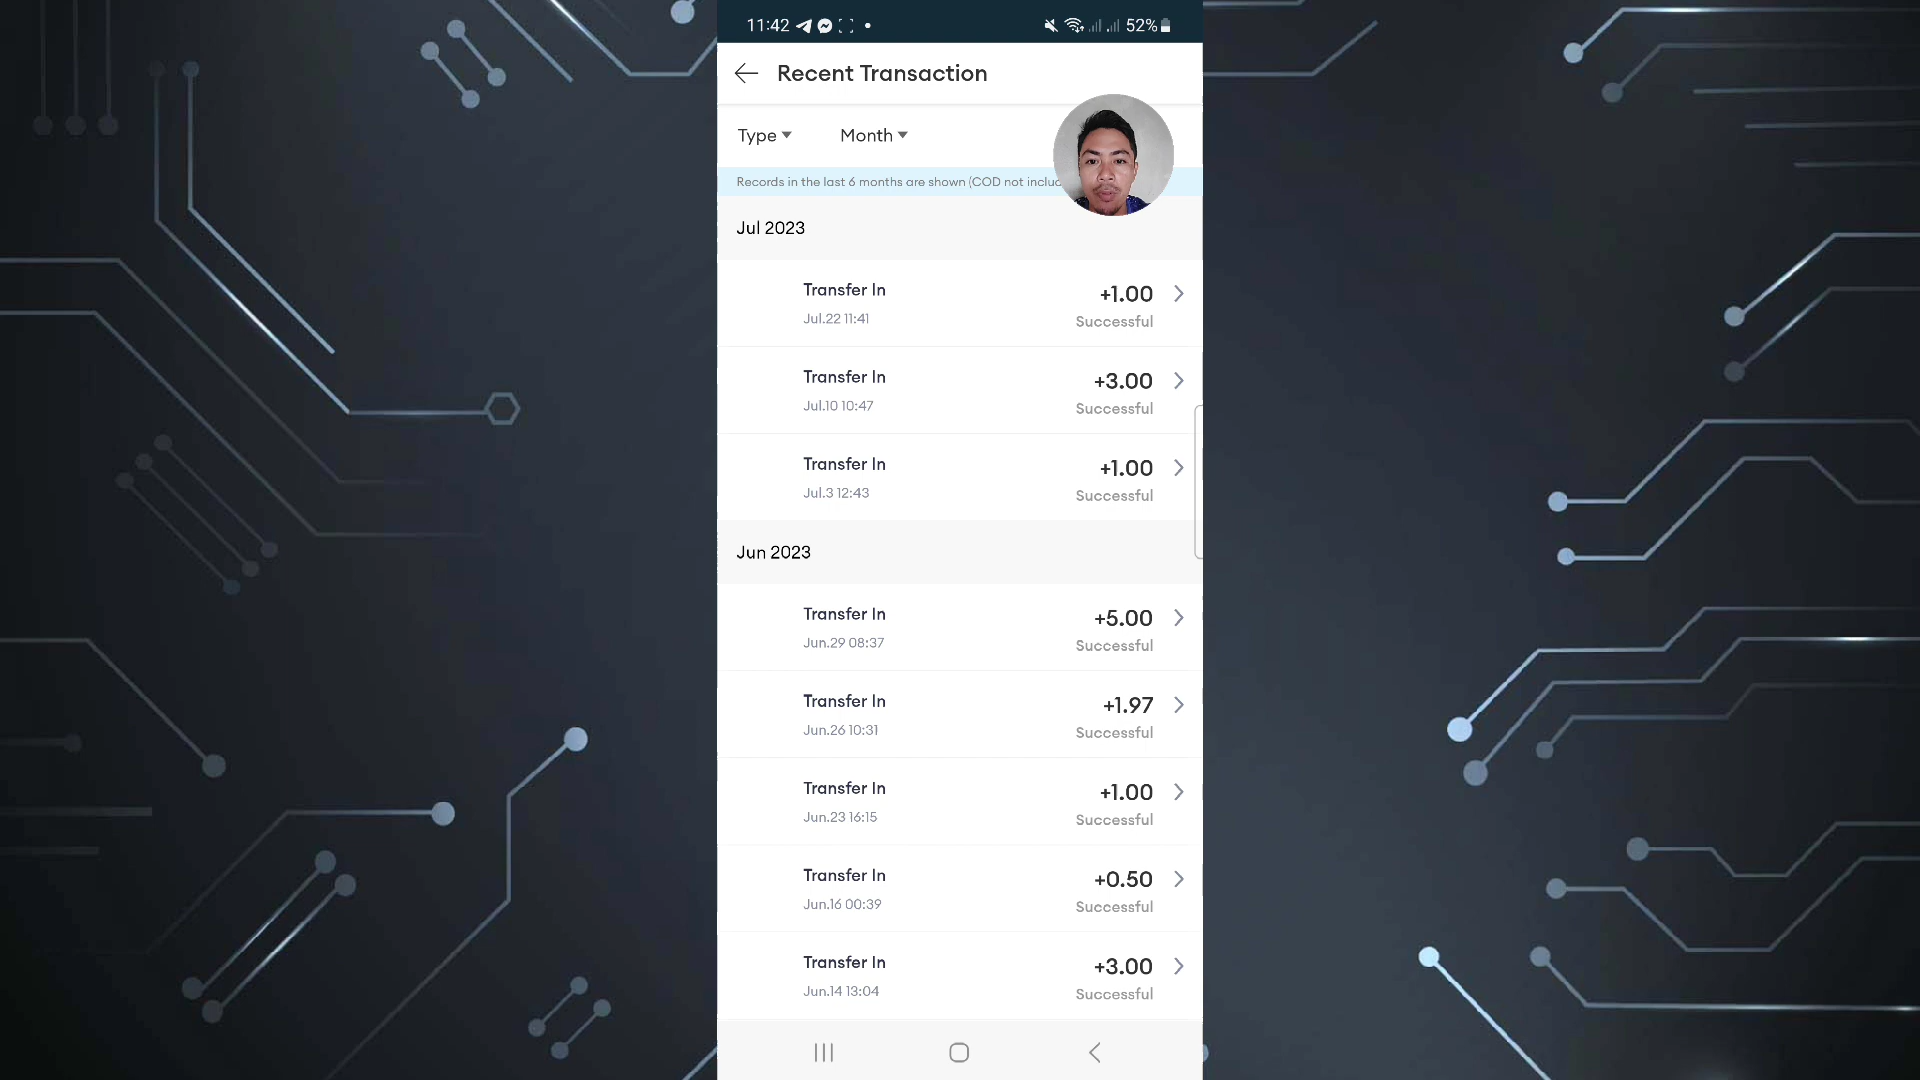 11:42 52%
Recent Transaction
Type Month
Records in the last 6 months are shown (COD not
Jul 2023
Transfer In +1.00
Jul.22 11:41 Successful
Transfer In +3.00
Jul.10 10:47 Successful
Transfer In +1.00
Jul.3 12:43 Successful
Jun 2023
Transfer In +5.00
Jun.29 08:37 Successful
Transfer In +1.97
Jun.26 10:31 Successful
Transfer In +1.00
Jun.23 16:15 Successful
Transfer In +0.50
Jun.16 00:39 Successful
Transfer In +3.00
Jun.14 13:04 Successful